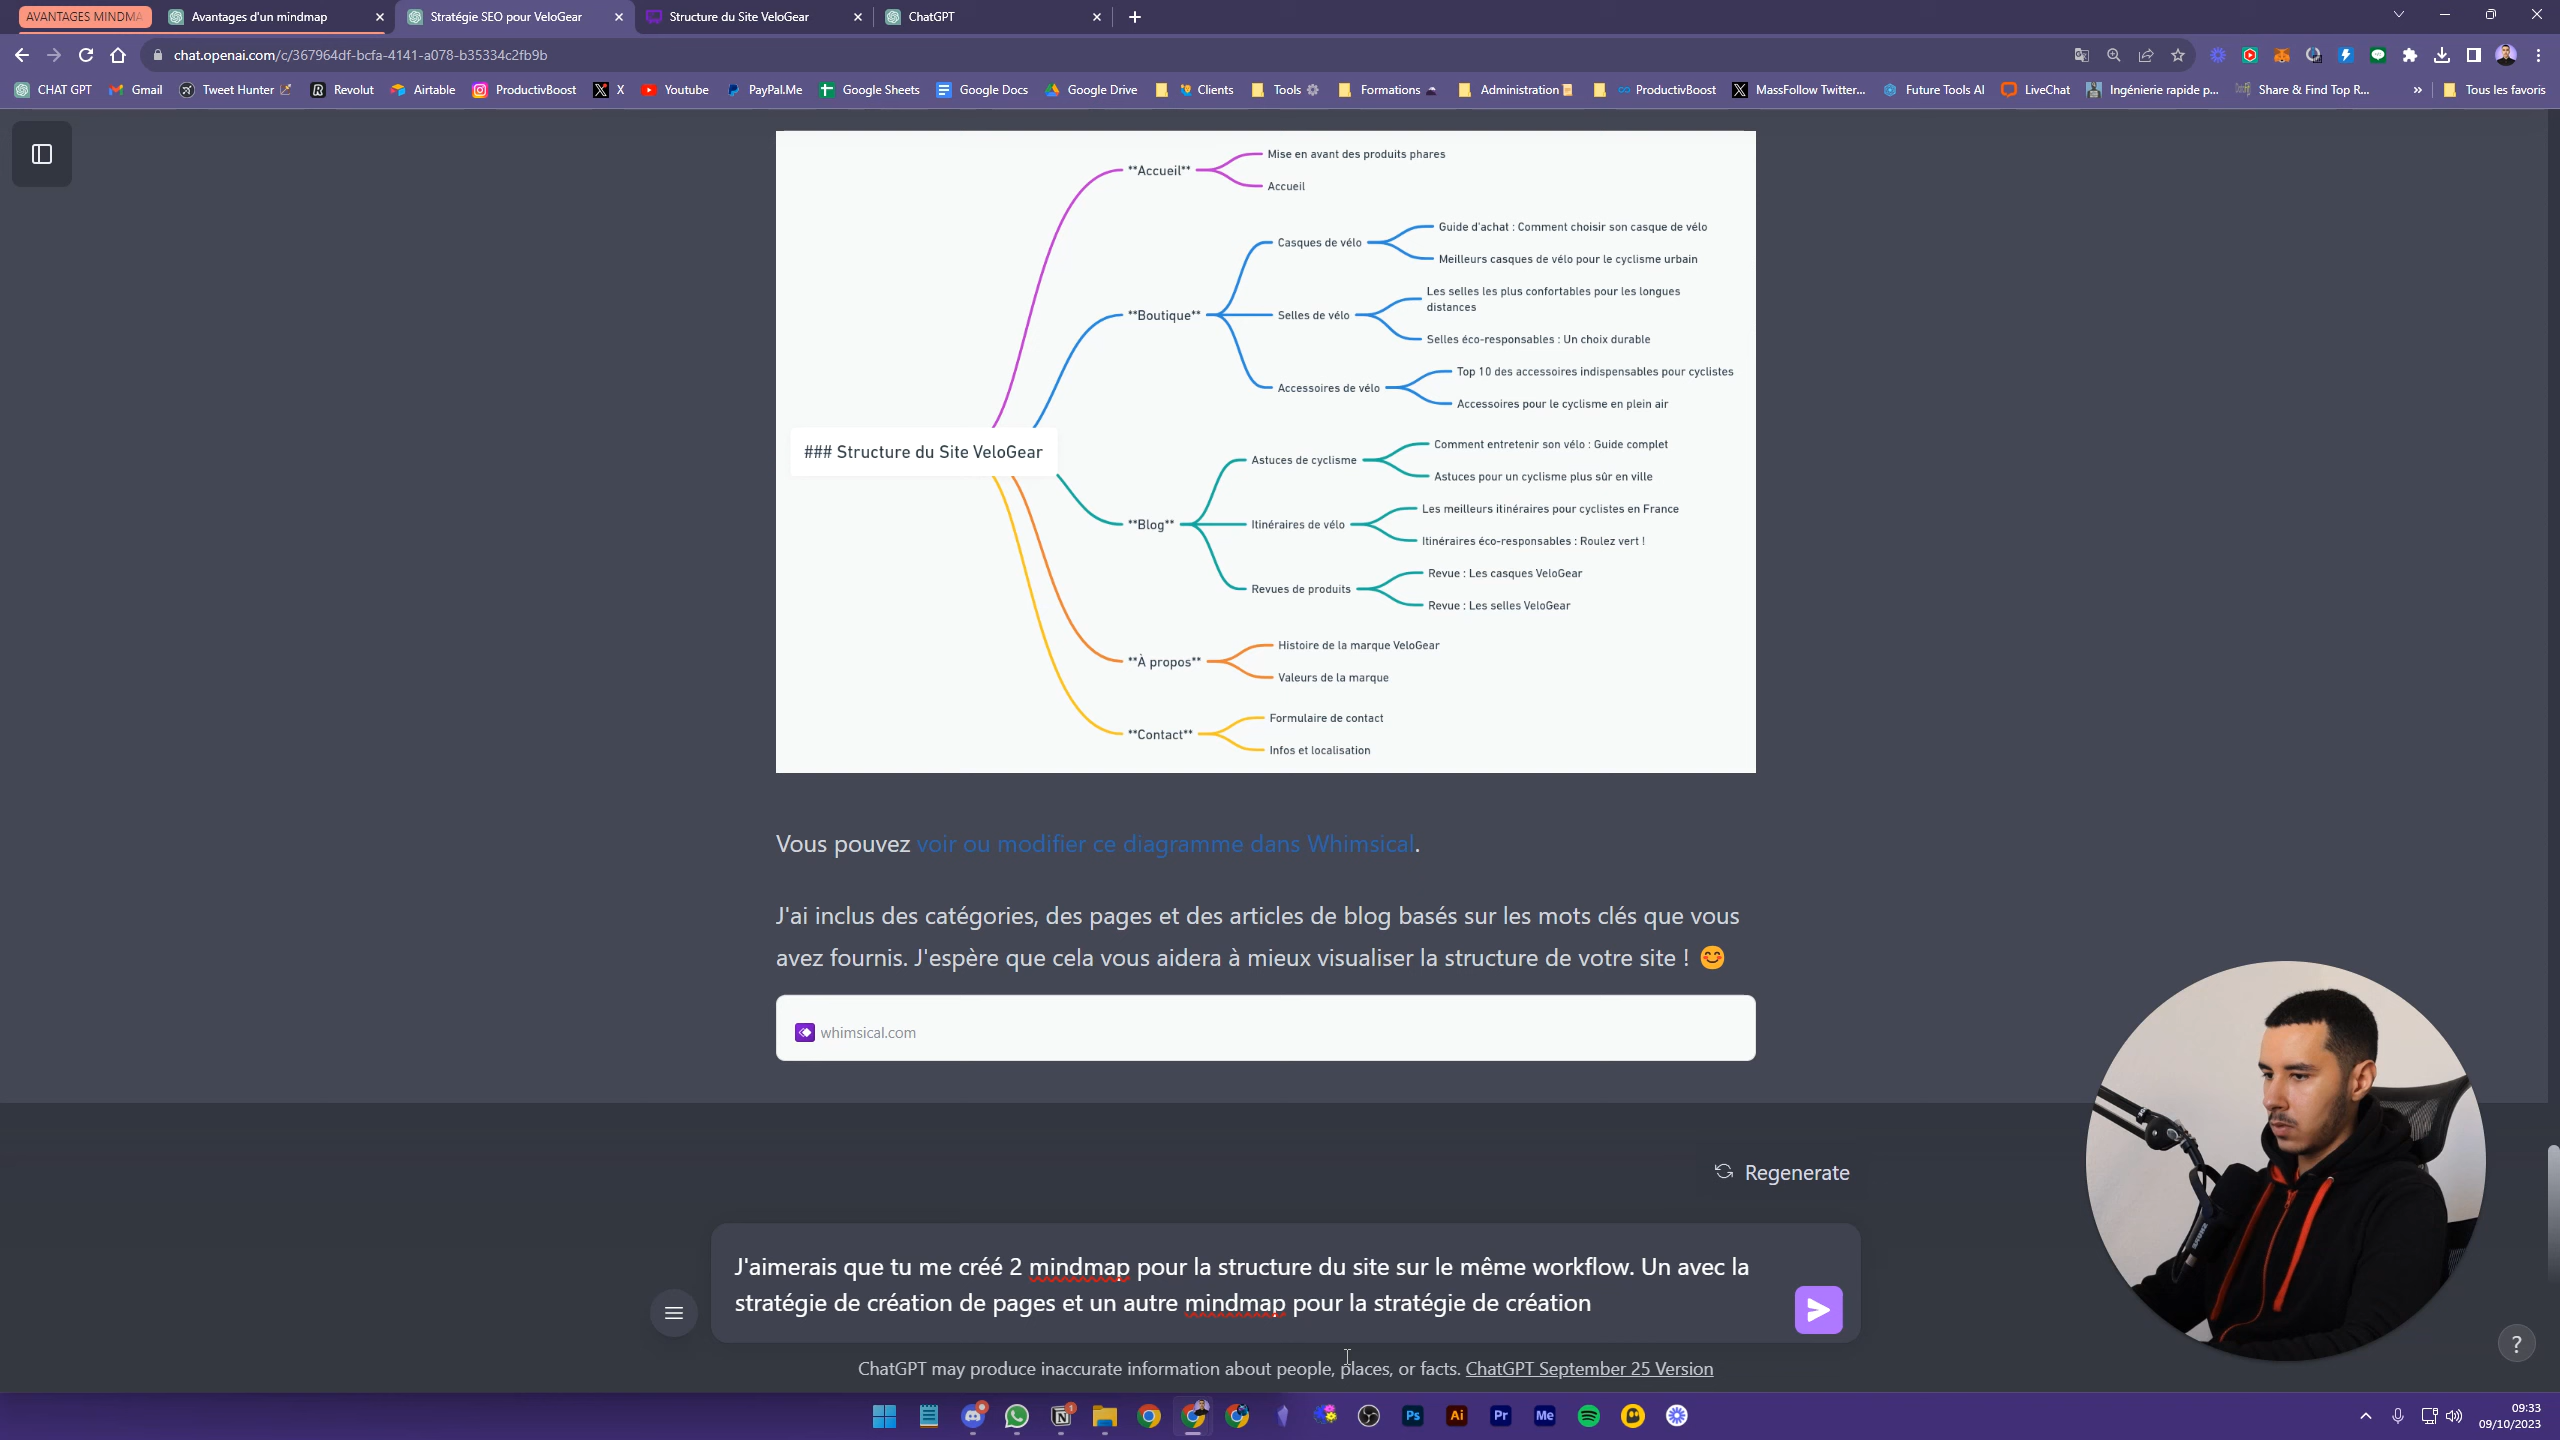 AVANTAGES MINDMA
Avantages d'un mindmap
Stratégie SEO pour VeloGear
Structure du Site VeloGear
ChatGPT
chat.openai.com/c/367964df-bcfa-4141-a078-b35334c2fb9b
CHAT GPT
Gmail
Tweet Hunter
Revolut
Airtable
ProductivBoost
X
Youtube
PayPal.Me
Google Sheets
Google Docs
Google Drive
Clients
Tools
Formations
Administration
ProductivBoost
MassFollow Twitter...
Future Tools AI
LiveChat
Ingénierie rapide p...
Share & Find Top R...
»
Tous les favoris
**Accueil**
Mise en avant des produits phares
Accueil
**Boutique**
Casques de vélo
Guide d'achat : Comment choisir son casque de vélo
Meilleurs casques de vélo pour le cyclisme urbain
Selles de vélo
Les selles les plus confortables pour les longues
distances
Selles éco-responsables : Un choix durable
Accessoires de vélo
Top 10 des accessoires indispensables pour cyclistes
Accessoires pour le cyclisme en plein air
### Structure du Site VeloGear
**Blog**
Astuces de cyclisme
Comment entretenir son vélo : Guide complet
Astuces pour un cyclisme plus sûr en ville
Itinéraires de vélo
Les meilleurs itinéraires pour cyclistes en France
Itinéraires éco-responsables : Roulez vert !
Revues de produits
Revue : Les casques VeloGear
Revue : Les selles VeloGear
**À propos**
Histoire de la marque VeloGear
Valeurs de la marque
**Contact**
Formulaire de contact
Infos et localisation
Vous pouvez voir ou modifier ce diagramme dans Whimsical.
J'ai inclus des catégories, des pages et des articles de blog basés sur les mots clés que vous
avez fournis. J'espère que cela vous aidera à mieux visualiser la structure de votre site ! 😊
whimsical.com
Regenerate
J'aimerais que tu me créé 2 mindmap pour la structure du site sur le même workflow. Un avec la
stratégie de création de pages et un autre mindmap pour la stratégie de création
ChatGPT may produce inaccurate information about people, places, or facts. ChatGPT September 25 Version
?
Ps
Ai
Pr
Me
09:33
09/10/2023